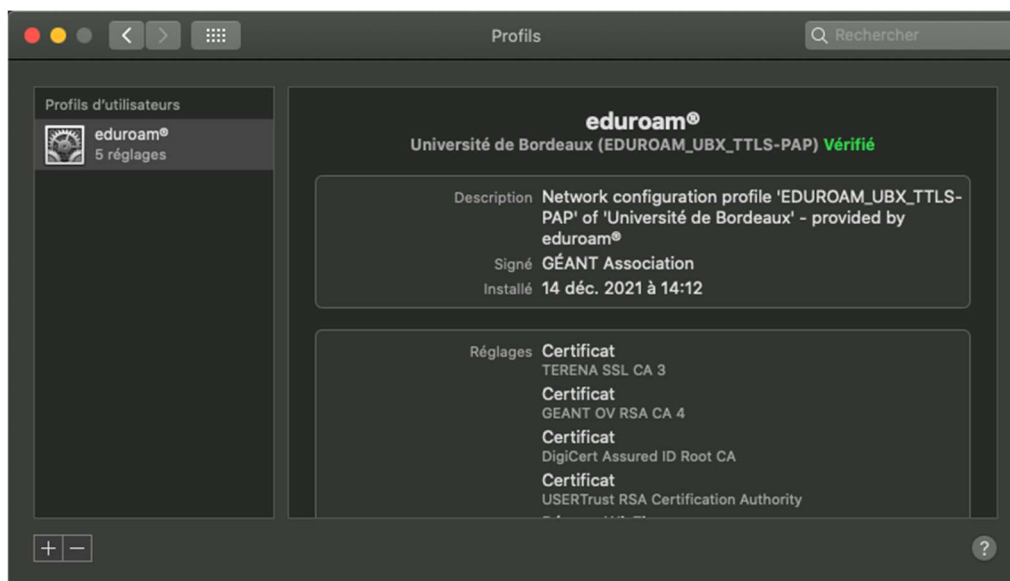 Profils
Rechercher
Profils d'utilisateurs
eduroam®
5 réglages
eduroam®
Université de Bordeaux (EDUROAM_UBX_TTLS-PAP) Vérifié
Description Network configuration profile 'EDUROAM_UBX_TTLS-
PAP' of 'Université de Bordeaux' - provided by
eduroam®
Signé GÉANT Association
Installé 14 déc. 2021 à 14:12
Réglages Certificat
TERENA SSL CA 3
Certificat
GEANT OV RSA CA 4
Certificat
DigiCert Assured ID Root CA
Certificat
USERTrust RSA Certification Authority
+ −
?